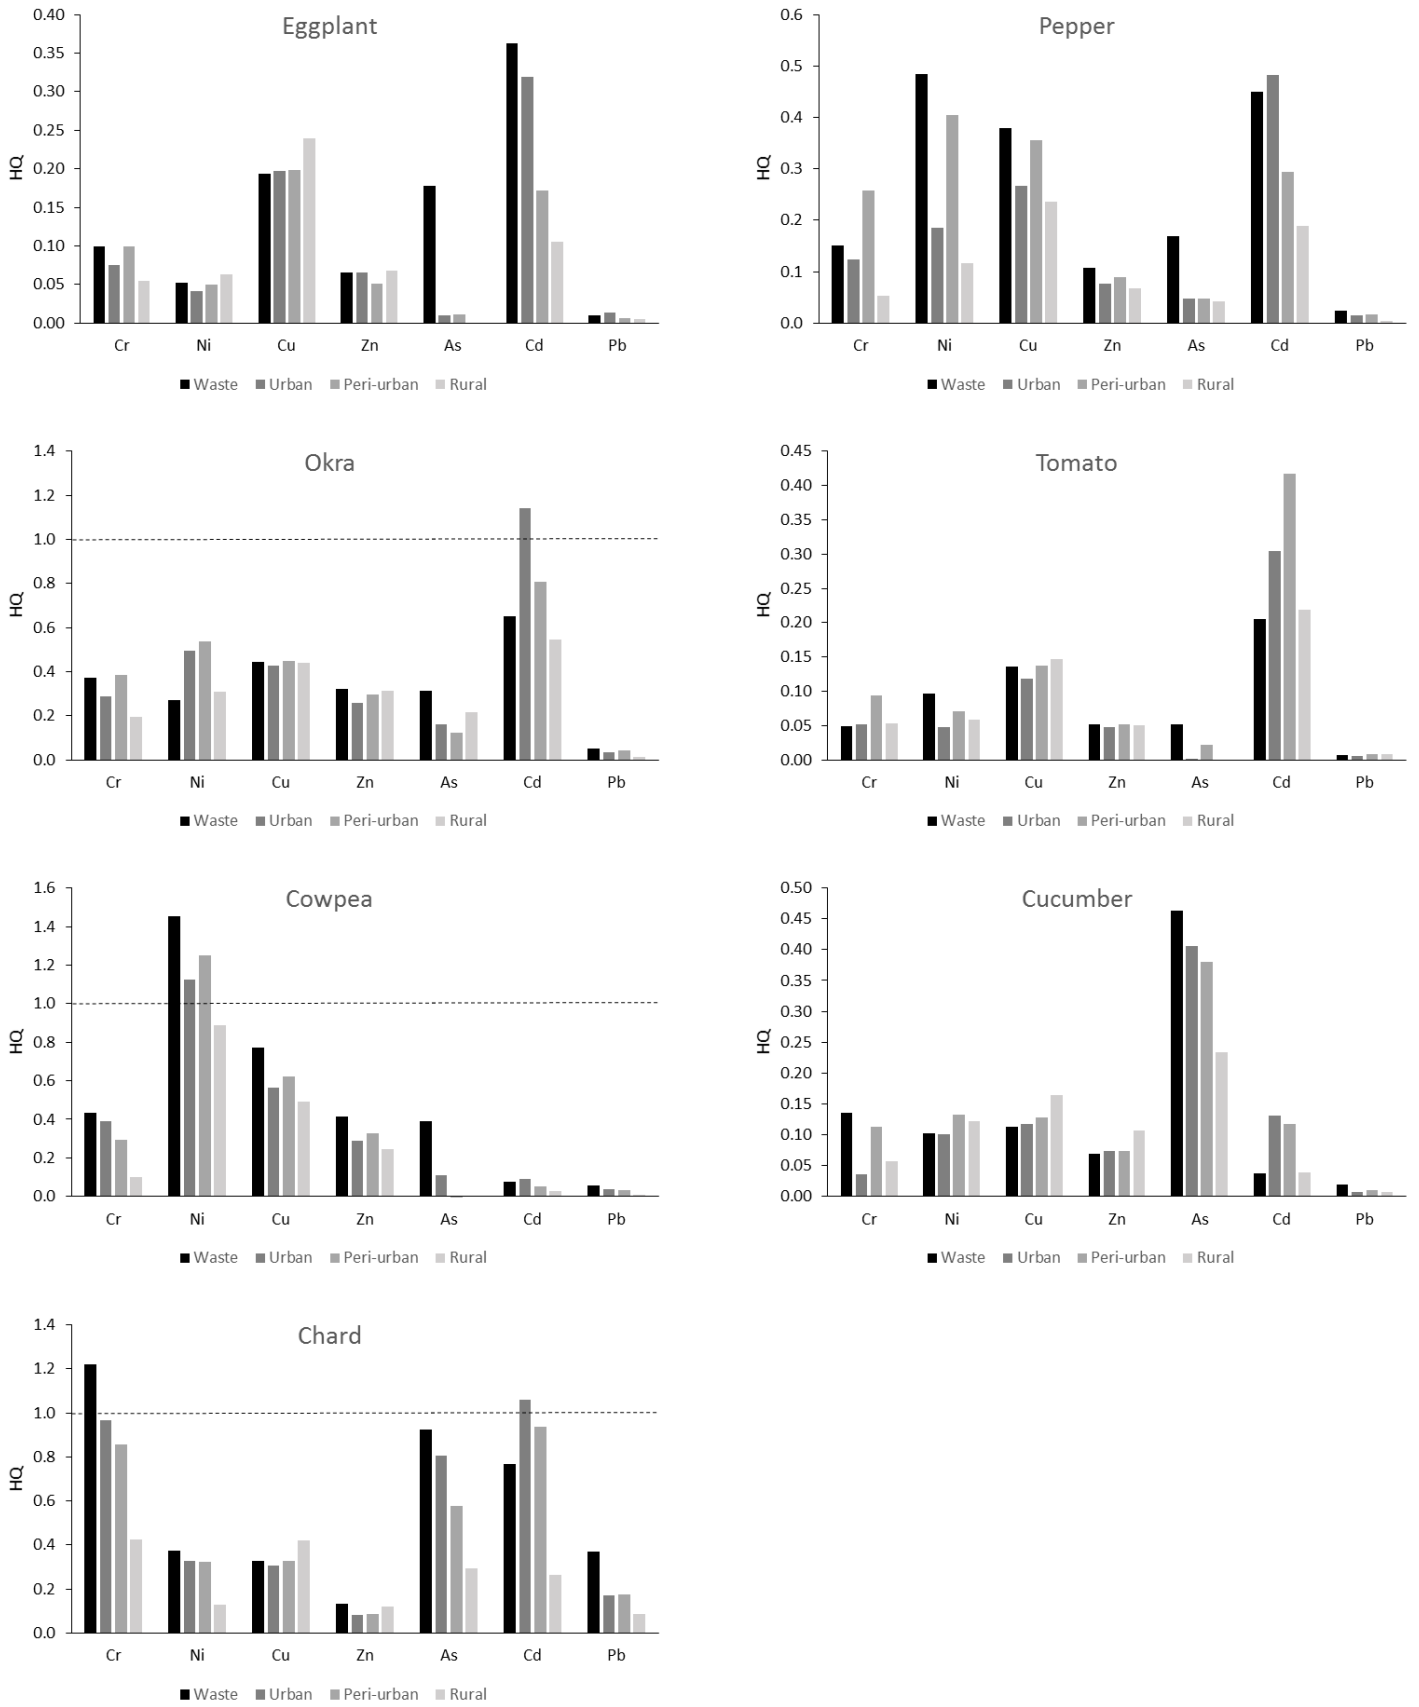 Eggplant
HQ
0.40
0.35
0.30
0.25
0.20
0.15
0.10
0.05
0.00
Cr Ni Cu Zn As Cd Pb
Waste Urban Peri-urban Rural
Pepper
HQ
0.6
0.5
0.4
0.3
0.2
0.1
0.0
Cr Ni Cu Zn As Cd Pb
Waste Urban Peri-urban Rural
Okra
HQ
1.4
1.2
1.0
0.8
0.6
0.4
0.2
0.0
Cr Ni Cu Zn As Cd Pb
Waste Urban Peri-urban Rural
Tomato
HQ
0.45
0.40
0.35
0.30
0.25
0.20
0.15
0.10
0.05
0.00
Cr Ni Cu Zn As Cd Pb
Waste Urban Peri-urban Rural
Cowpea
HQ
1.6
1.4
1.2
1.0
0.8
0.6
0.4
0.2
0.0
Cr Ni Cu Zn As Cd Pb
Waste Urban Peri-urban Rural
Cucumber
HQ
0.50
0.45
0.40
0.35
0.30
0.25
0.20
0.15
0.10
0.05
0.00
Cr Ni Cu Zn As Cd Pb
Waste Urban Peri-urban Rural
Chard
HQ
1.4
1.2
1.0
0.8
0.6
0.4
0.2
0.0
Cr Ni Cu Zn As Cd Pb
Waste Urban Peri-urban Rural